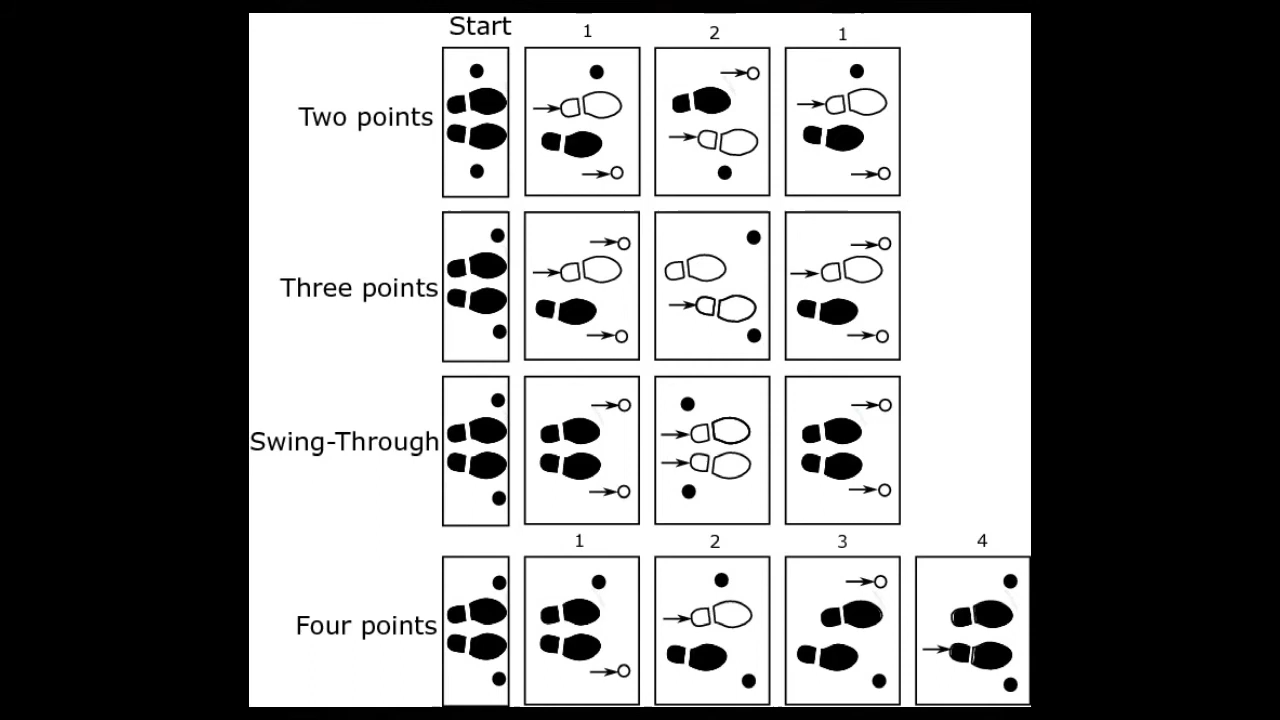 Start 1 2 1
Two points
Three points
Swing-Through
1 2 3 4
Four points